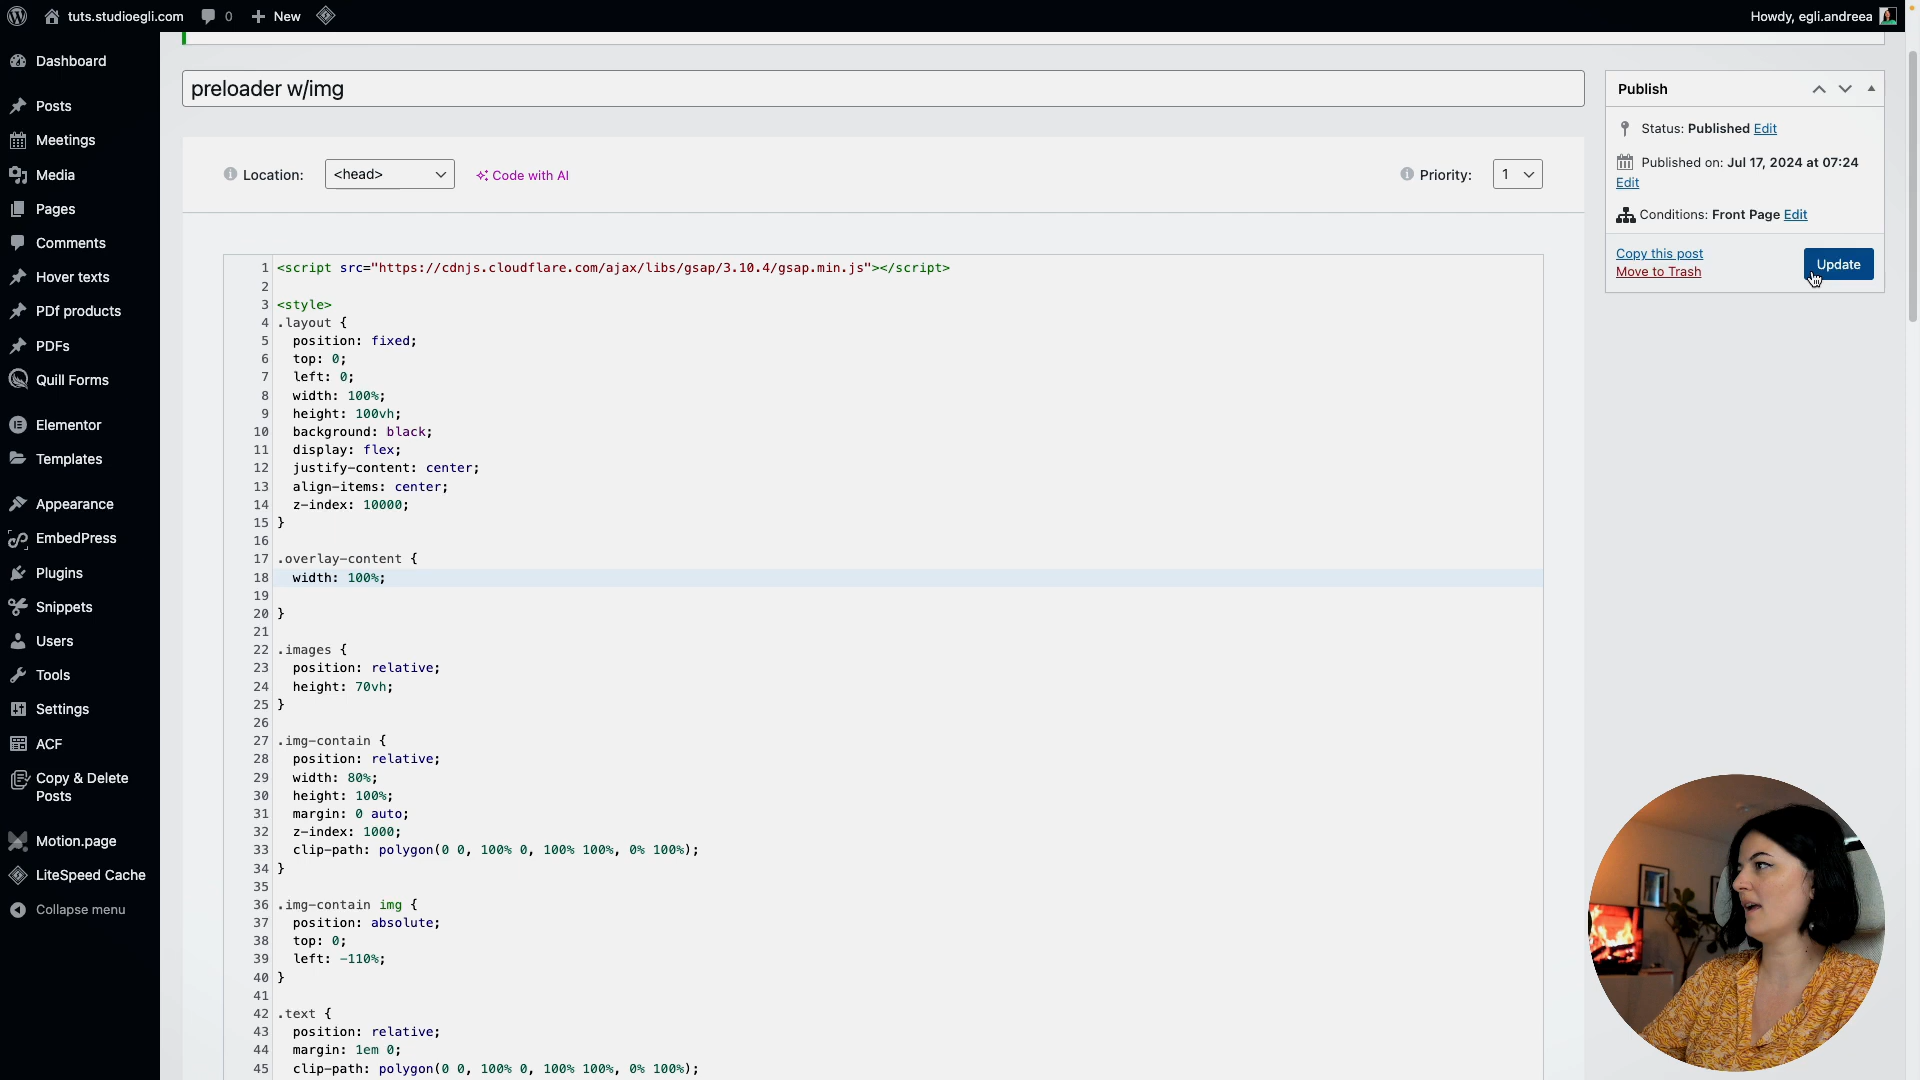 tuts.studioegli.com 0 New Howdy, egli.andreea
Dashboard
Posts
Meetings
Media
Pages
Comments
Hover texts
PDf products
PDFs
Quill Forms
Elementor
Templates
Appearance
EmbedPress
Plugins
Snippets
Users
Tools
Settings
ACF
Copy & Delete
Posts
Motion.page
LiteSpeed Cache
Collapse menu
preloader w/img
Location: <head> Code with AI Priority: 1
1 <script src="https://cdnjs.cloudflare.com/ajax/libs/gsap/3.10.4/gsap.min.js"></script>
2
3 <style>
4 .layout {
5 position: fixed;
6 top: 0;
7 left: 0;
8 width: 100%;
9 height: 100vh;
10 background: black;
11 display: flex;
12 justify-content: center;
13 align-items: center;
14 z-index: 10000;
15 }
16
17 .overlay-content {
18 width: 100%;
19
20 }
21
22 .images {
23 position: relative;
24 height: 70vh;
25 }
26
27 .img-contain {
28 position: relative;
29 width: 80%;
30 height: 100%;
31 margin: 0 auto;
32 z-index: 1000;
33 clip-path: polygon(0 0, 100% 0, 100% 100%, 0% 100%);
34 }
35
36 .img-contain img {
37 position: absolute;
38 top: 0;
39 left: -110%;
40 }
41
42 .text {
43 position: relative;
44 margin: 1em 0;
45 clip-path: polygon(0 0, 100% 0, 100% 100%, 0% 100%);
Publish
Status: Published Edit
Published on: Jul 17, 2024 at 07:24
Edit
Conditions: Front Page Edit
Copy this post
Move to Trash
Update